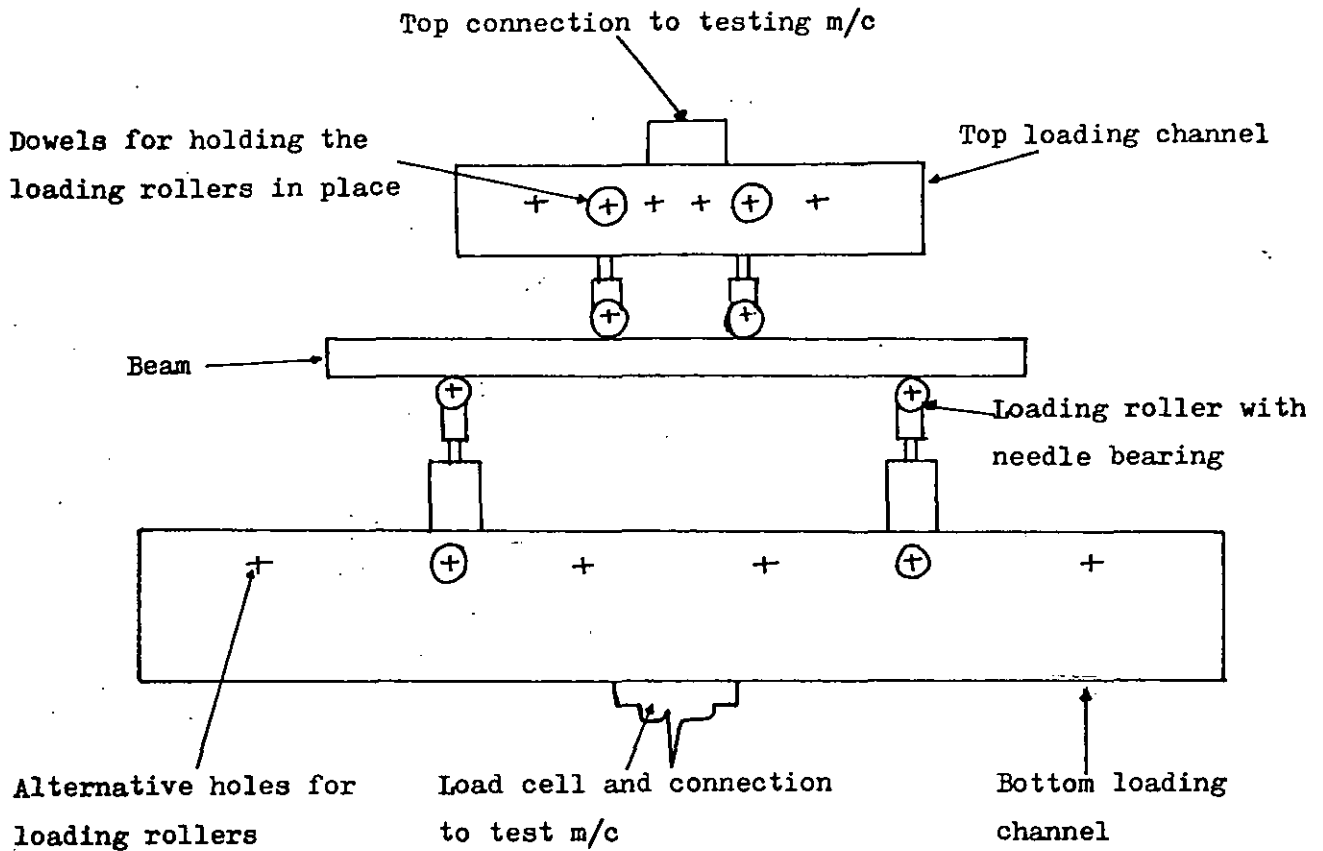 Top connection to testing m/c
Dowels for holding the
loading rollers in place
Top loading channel
Beam
Loading roller with
needle bearing
Alternative holes for
loading rollers
Load cell and connection
to test m/c
Bottom loading
channel